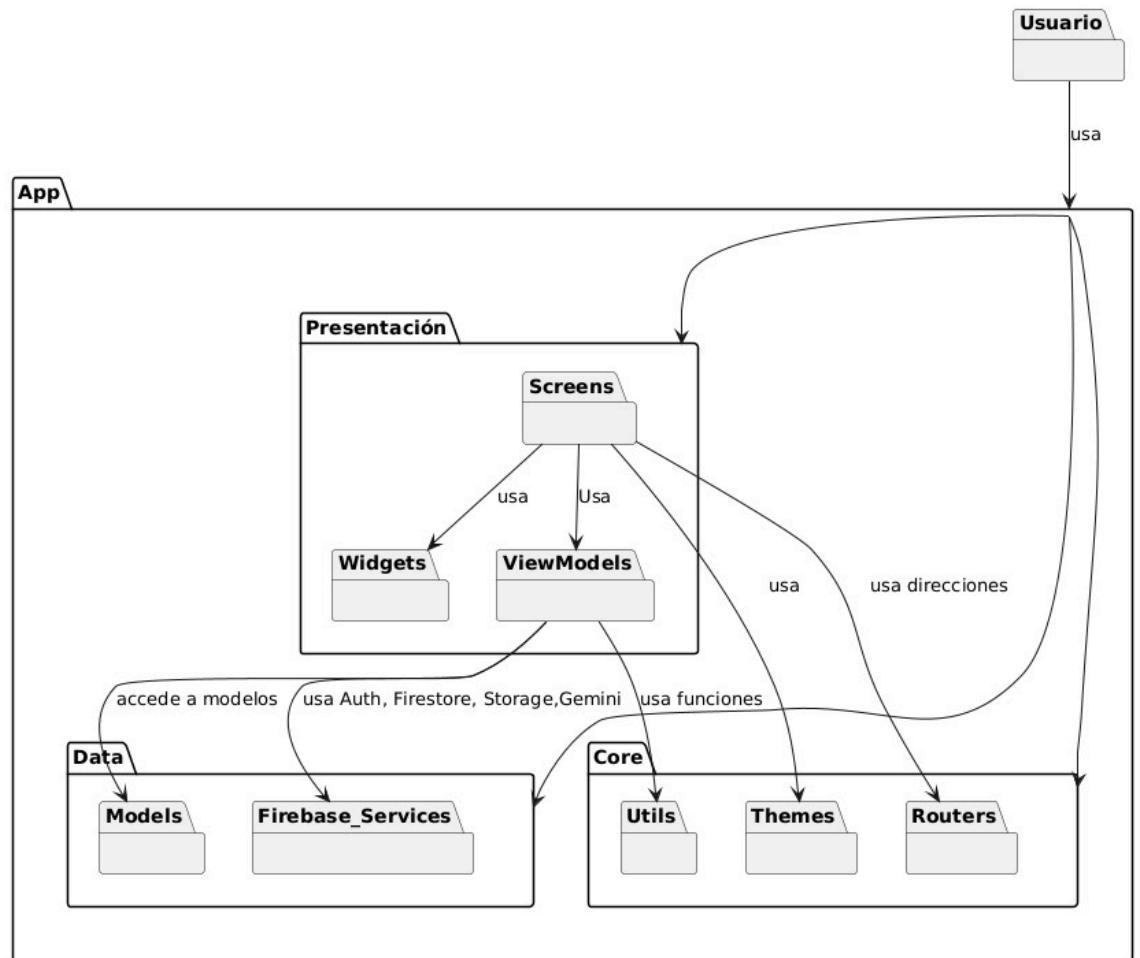 Usuario
usa
App
Presentación
Screens
usa
Usa
Widgets
ViewModels
usa
usa direcciones
accede a modelos
usa Auth, Firestore, Storage,Gemini
usa funciones
Data
Core
Models
Firebase_Services
Utils
Themes
Routers